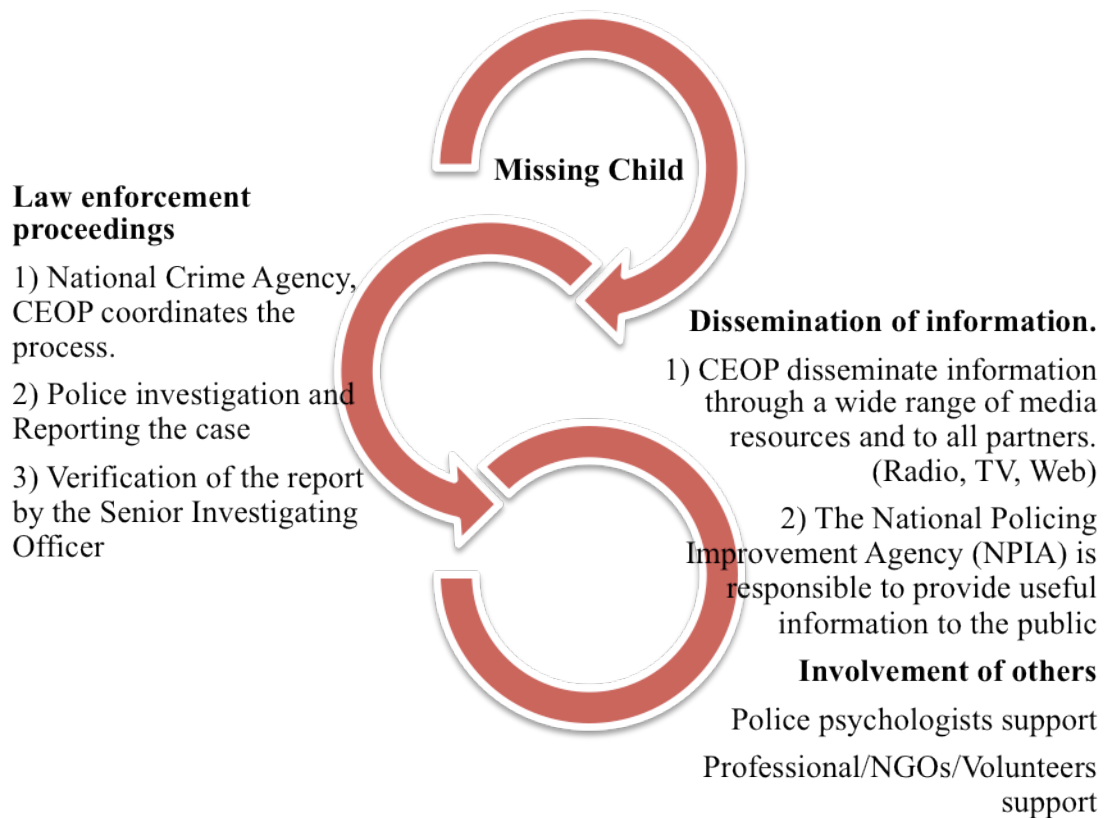 Missing Child
Law enforcement
proceedings
1) National Crime Agency,
CEOP coordinates the
process.
2) Police investigation and
Reporting the case
3) Verification of the report
by the Senior Investigating
Officer
Dissemination of information.
1) CEOP disseminate information
through a wide range of media
resources and to all partners.
(Radio, TV, Web)
2) The National Policing
Improvement Agency (NPIA) is
responsible to provide useful
information to the public
Involvement of others
Police psychologists support
Professional/NGOs/Volunteers
support